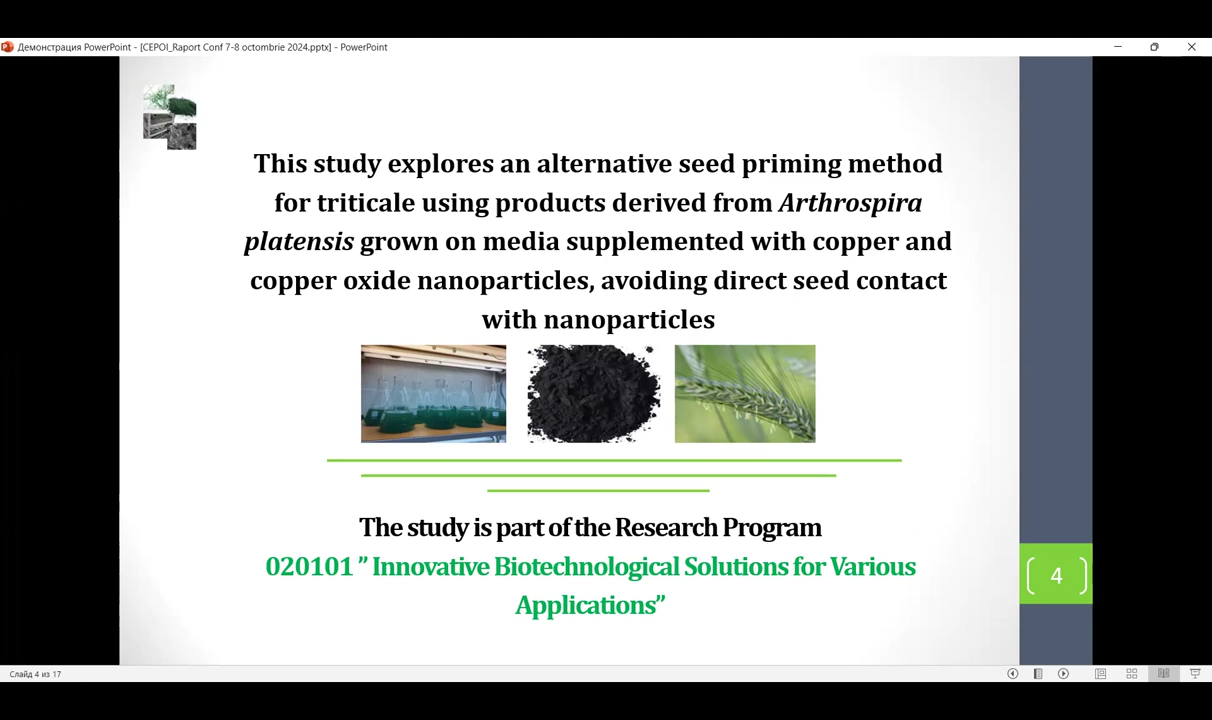 Демонстрация PowerPoint - [CEPOI_Raport Conf 7-8 octombrie 2024.pptx] - PowerPoint
This study explores an alternative seed priming method
for triticale using products derived from Arthrospira
platensis grown on media supplemented with copper and
copper oxide nanoparticles, avoiding direct seed contact
with nanoparticles
The study is part of the Research Program
020101 ” Innovative Biotechnological Solutions for Various
Applications”
4
Слайд 4 из 17